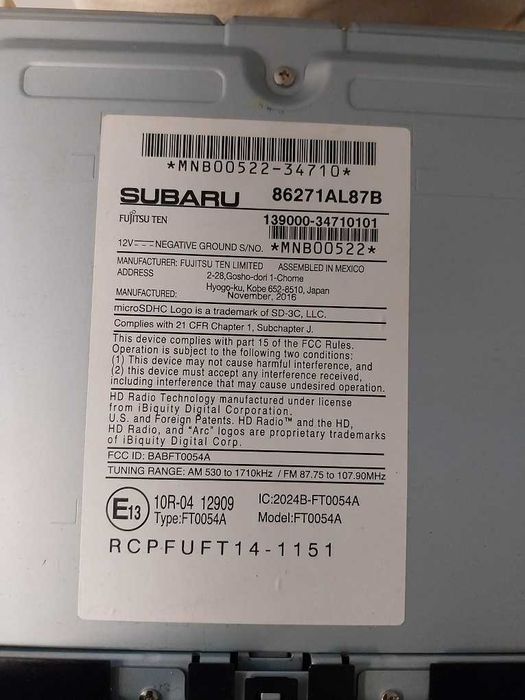 *MNB00522-34710*
SUBARU 86271AL87B
FUJITSU TEN 139000-34710101
12V NEGATIVE GROUND S/NO. *MNB00522*
MANUFACTURER: FUJITSU TEN LIMITED ASSEMBLED IN MEXICO
ADDRESS 2-28,Gosho-dori 1-Chome
Hyogo-ku, Kobe 652-8510, Japan
MANUFACTURED: November, 2016
microSDHC Logo is a trademark of SD-3C, LLC.
Complies with 21 CFR Chapter 1, Subchapter J.
This device complies with part 15 of the FCC Rules.
Operation is subject to the following two conditions:
(1) This device may not cause harmful interference, and
(2) this device must accept any interference received,
including interference that may cause undesired operation.
HD Radio Technology manufactured under license
from iBiquity Digital Corporation.
U.S. and Foreign Patents. HD Radio™ and the HD,
HD Radio, and "Arc" logos are proprietary trademarks
of iBiquity Digital Corp.
FCC ID: BABFT0054A
TUNING RANGE: AM 530 to 1710kHz / FM 87.75 to 107.90MHz
E13 10R-04 12909 IC:2024B-FT0054A
Type:FT0054A Model:FT0054A
RCPFUFT14-1151